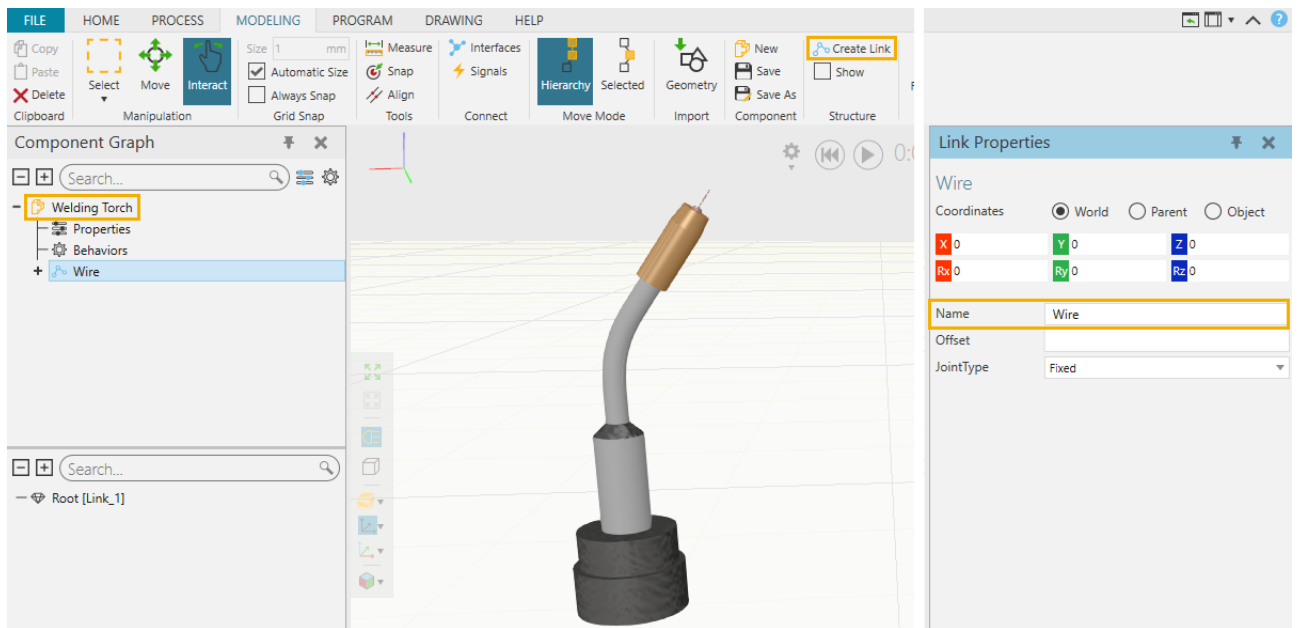 FILE HOME PROCESS MODELING PROGRAM DRAWING HELP
Copy Size 1 mm Measure Interfaces New Create Link
Paste Automatic Size Snap Signals Save Show
Delete Select Move Interact Always Snap Align Hierarchy Selected Geometry Save As
Clipboard Manipulation Grid Snap Tools Connect Move Mode Import Component Structure
Component Graph
Search...
Welding Torch
Properties
Behaviors
Wire
Search...
Root [Link_1]
Link Properties
Wire
Coordinates World Parent Object
X 0 Y 0 Z 0
Rx 0 Ry 0 Rz 0
Name Wire
Offset
JointType Fixed